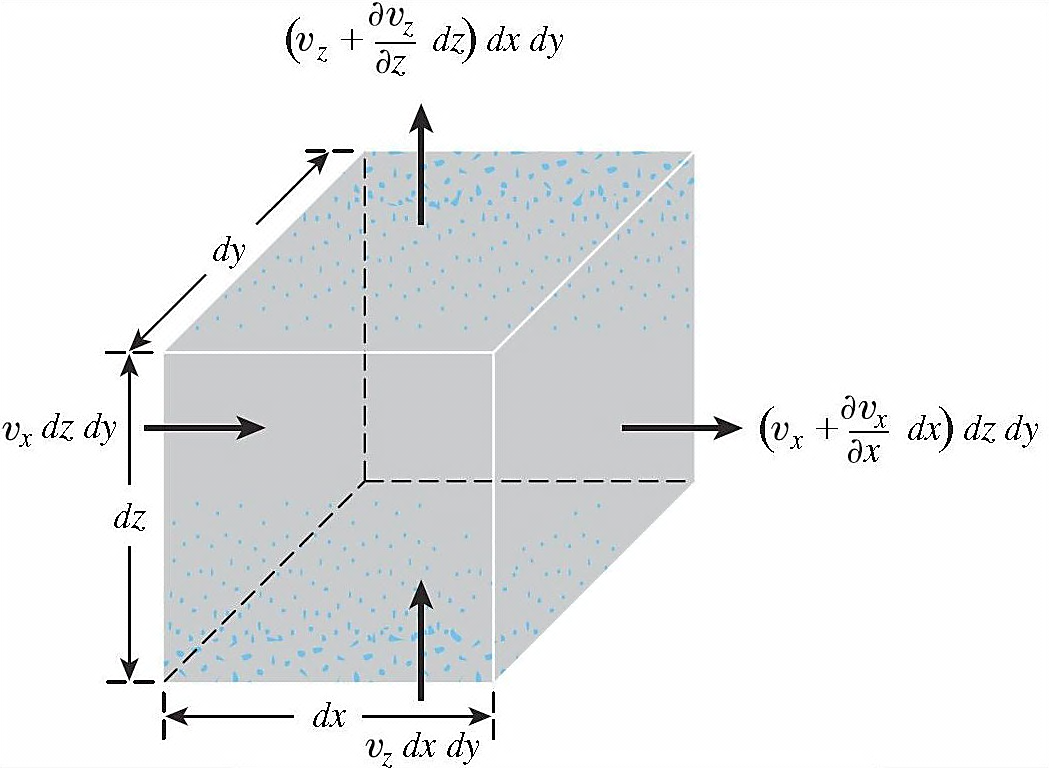 (v_z + ∂v_z/∂z dz) dx dy
dy
v_x dz dy
(v_x + ∂v_x/∂x dx) dz dy
dz
dx
v_z dx dy